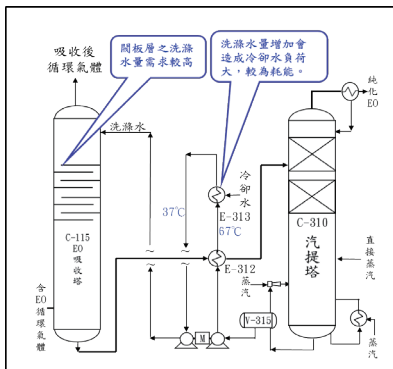 吸收後
循環氣體
閥板層之洗滌
水量需求較高
洗滌水量增加會
造成冷卻水負荷
大，較為耗能。
純化
EO
洗滌水
冷卻水
37℃
E-313
67℃
C-115
EO
吸收塔
C-310
汽提塔
直接蒸汽
E-312
蒸汽
含EO循環氣體
M
V-315
蒸汽